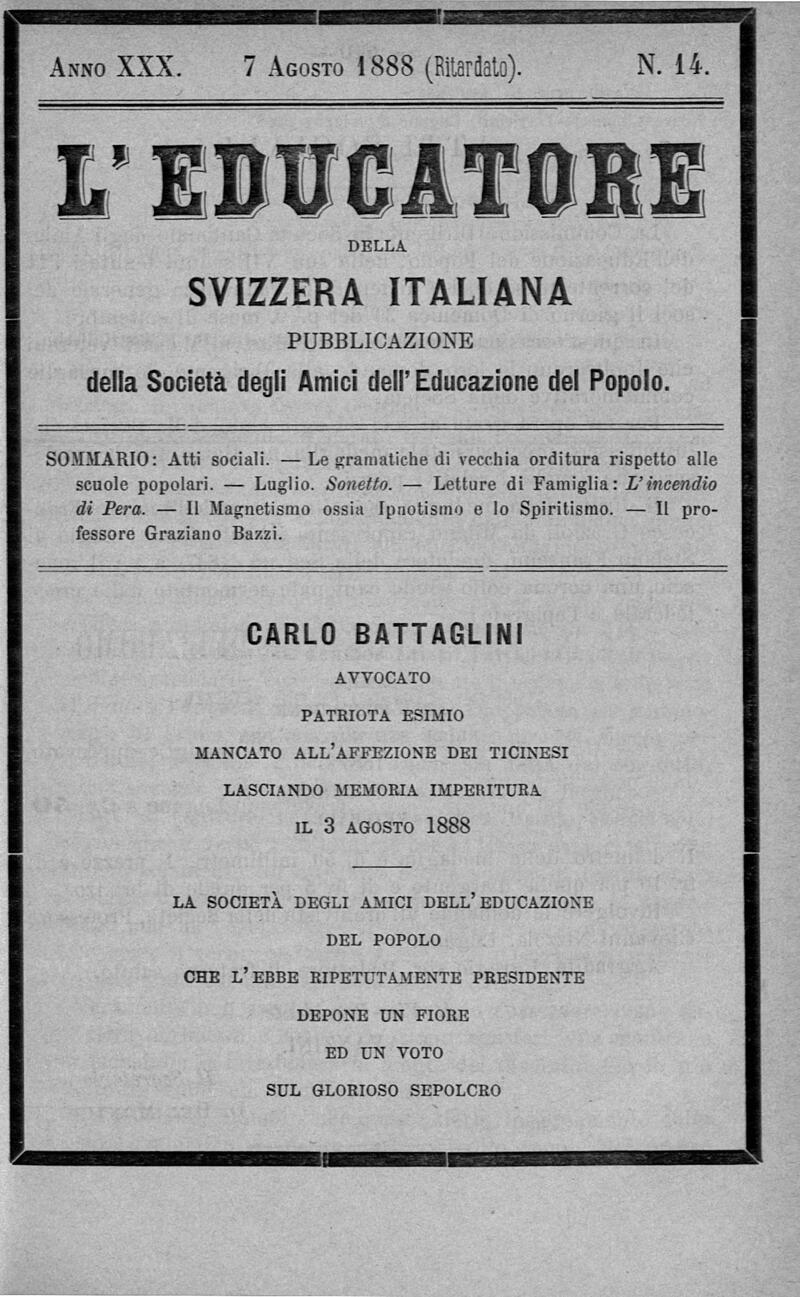 ANNO XXX. 7 AGOSTO 1888 (Ritardato). N. 14.
L'EDUCATORE
DELLA
SVIZZERA ITALIANA
PUBBLICAZIONE
della Società degli Amici dell' Educazione del Popolo.
SOMMARIO: Atti sociali. — Le gramatiche di vecchia orditura rispetto alle
scuole popolari. — Luglio. Sonetto. — Letture di Famiglia: L'incendio
di Pera. — Il Magnetismo ossia Ipnotismo e lo Spiritismo. — Il pro-
fessore Graziano Bazzi.
CARLO BATTAGLINI
AVVOCATO
PATRIOTA ESIMIO
MANCATO ALL'AFFEZIONE DEI TICINESI
LASCIANDO MEMORIA IMPERITURA
IL 3 AGOSTO 1888
LA SOCIETÀ DEGLI AMICI DELL'EDUCAZIONE
DEL POPOLO
CHE L'EBBE RIPETUTAMENTE PRESIDENTE
DEPONE UN FIORE
ED UN VOTO
SUL GLORIOSO SEPOLCRO